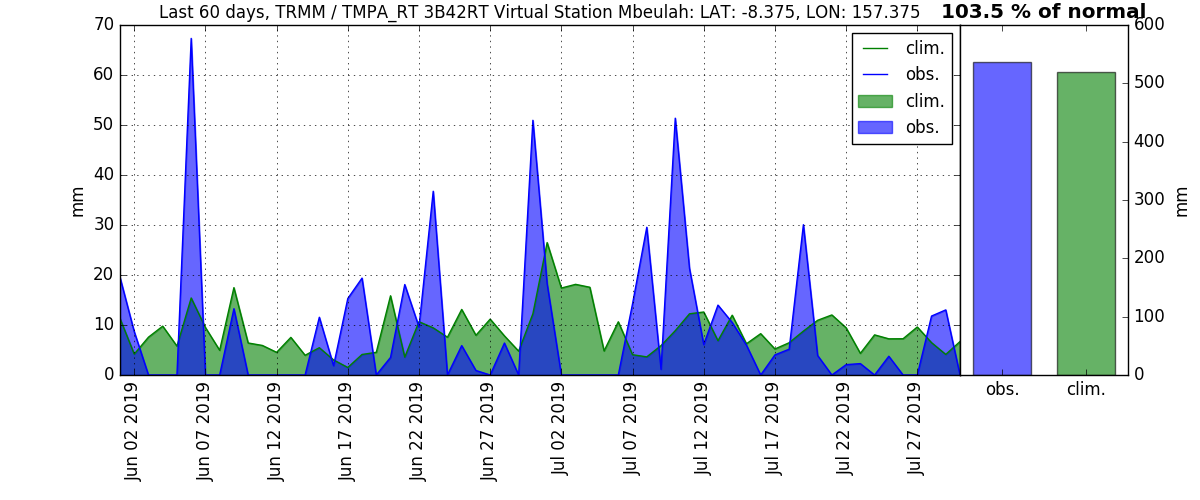 Last 60 days, TRMM / TMPA_RT 3B42RT Virtual Station Mbeulah: LAT: -8.375, LON: 157.375
103.5 % of normal
70
60
50
40
30
20
10
0
mm
clim.
obs.
clim.
obs.
600
500
400
300
200
100
0
mm
Jun 02 2019
Jun 07 2019
Jun 12 2019
Jun 17 2019
Jun 22 2019
Jun 27 2019
Jul 02 2019
Jul 07 2019
Jul 12 2019
Jul 17 2019
Jul 22 2019
Jul 27 2019
obs.
clim.